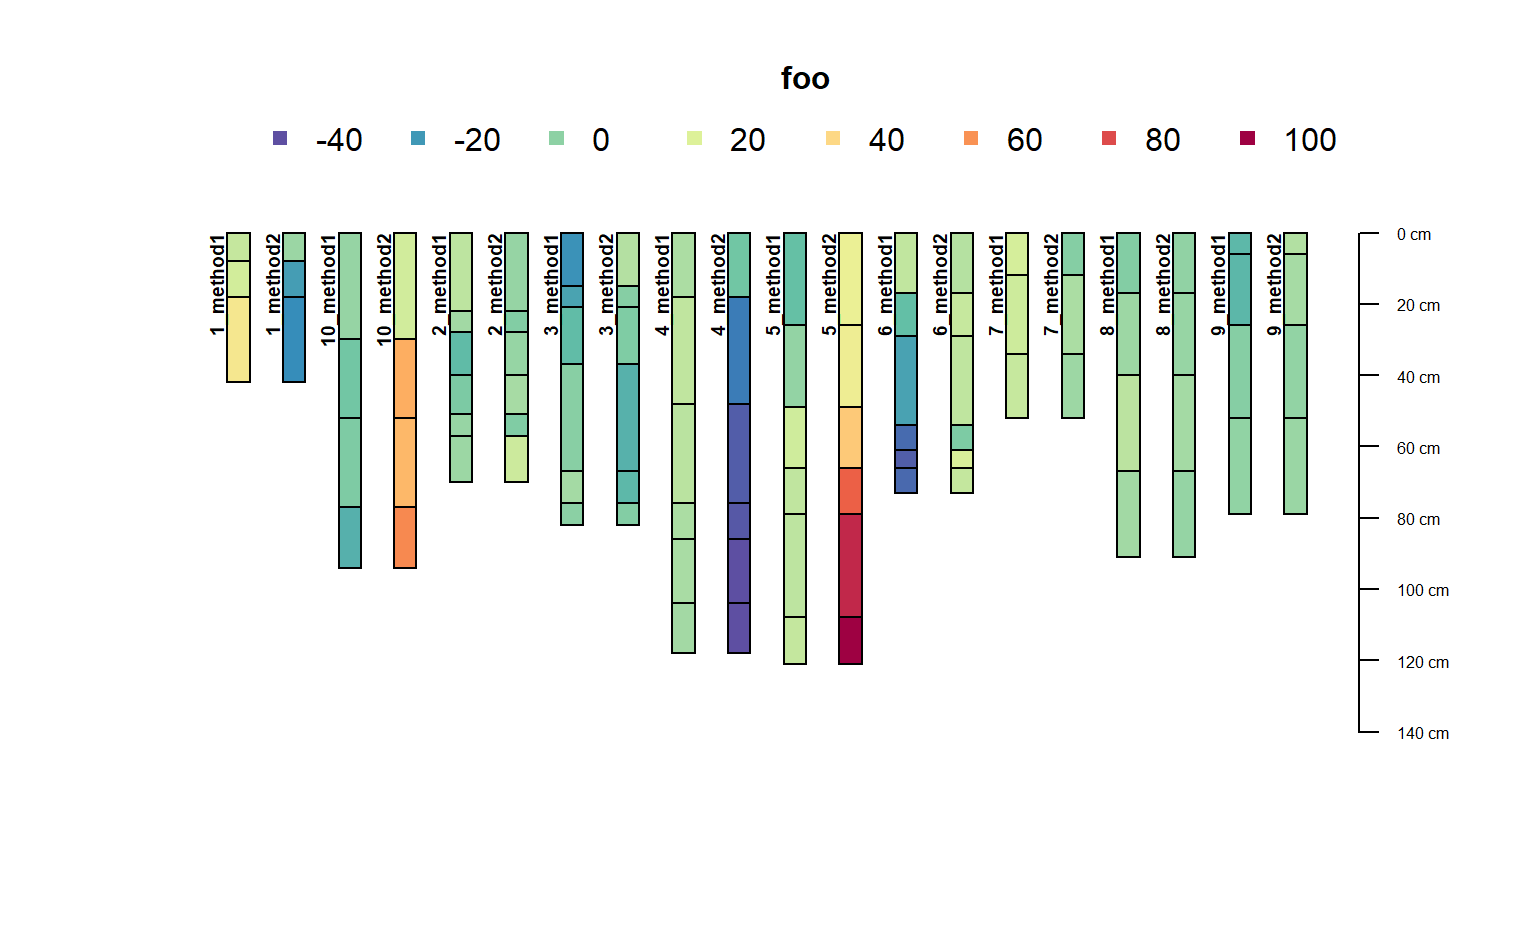 foo
-40 -20 0 20 40 60 80 100
1_method1
1_method2
10_method1
10_method2
2_method1
2_method2
3_method1
3_method2
4_method1
4_method2
5_method1
5_method2
6_method1
6_method2
7_method1
7_method2
8_method1
8_method2
9_method1
9_method2
0 cm
20 cm
40 cm
60 cm
80 cm
100 cm
120 cm
140 cm